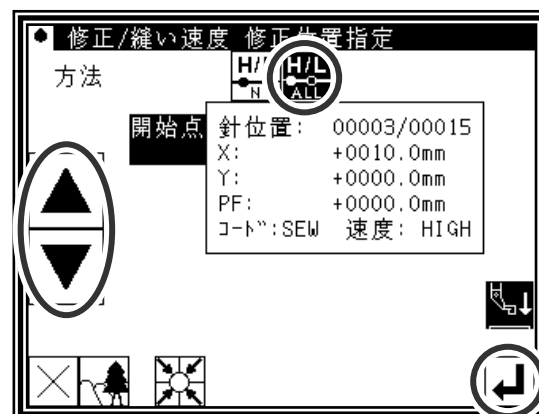 修正/縫い速度 修正位置指定
方法
H/L N
H/L ALL
開始点
針位置: 00003/00015
X: +0010.0mm
Y: +0000.0mm
PF: +0000.0mm
コード:SEW 速度: HIGH